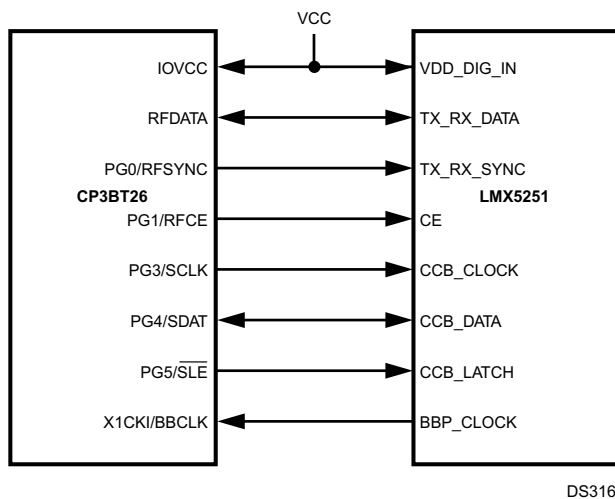 VCC
IOVCC VDD_DIG_IN
RFDATA TX_RX_DATA
PG0/RFSYNC TX_RX_SYNC
CP3BT26 LMX5251
PG1/RFCE CE
PG3/SCLK CCB_CLOCK
PG4/SDAT CCB_DATA
PG5/S̅L̅E̅ CCB_LATCH
X1CKI/BBCLK BBP_CLOCK
DS316